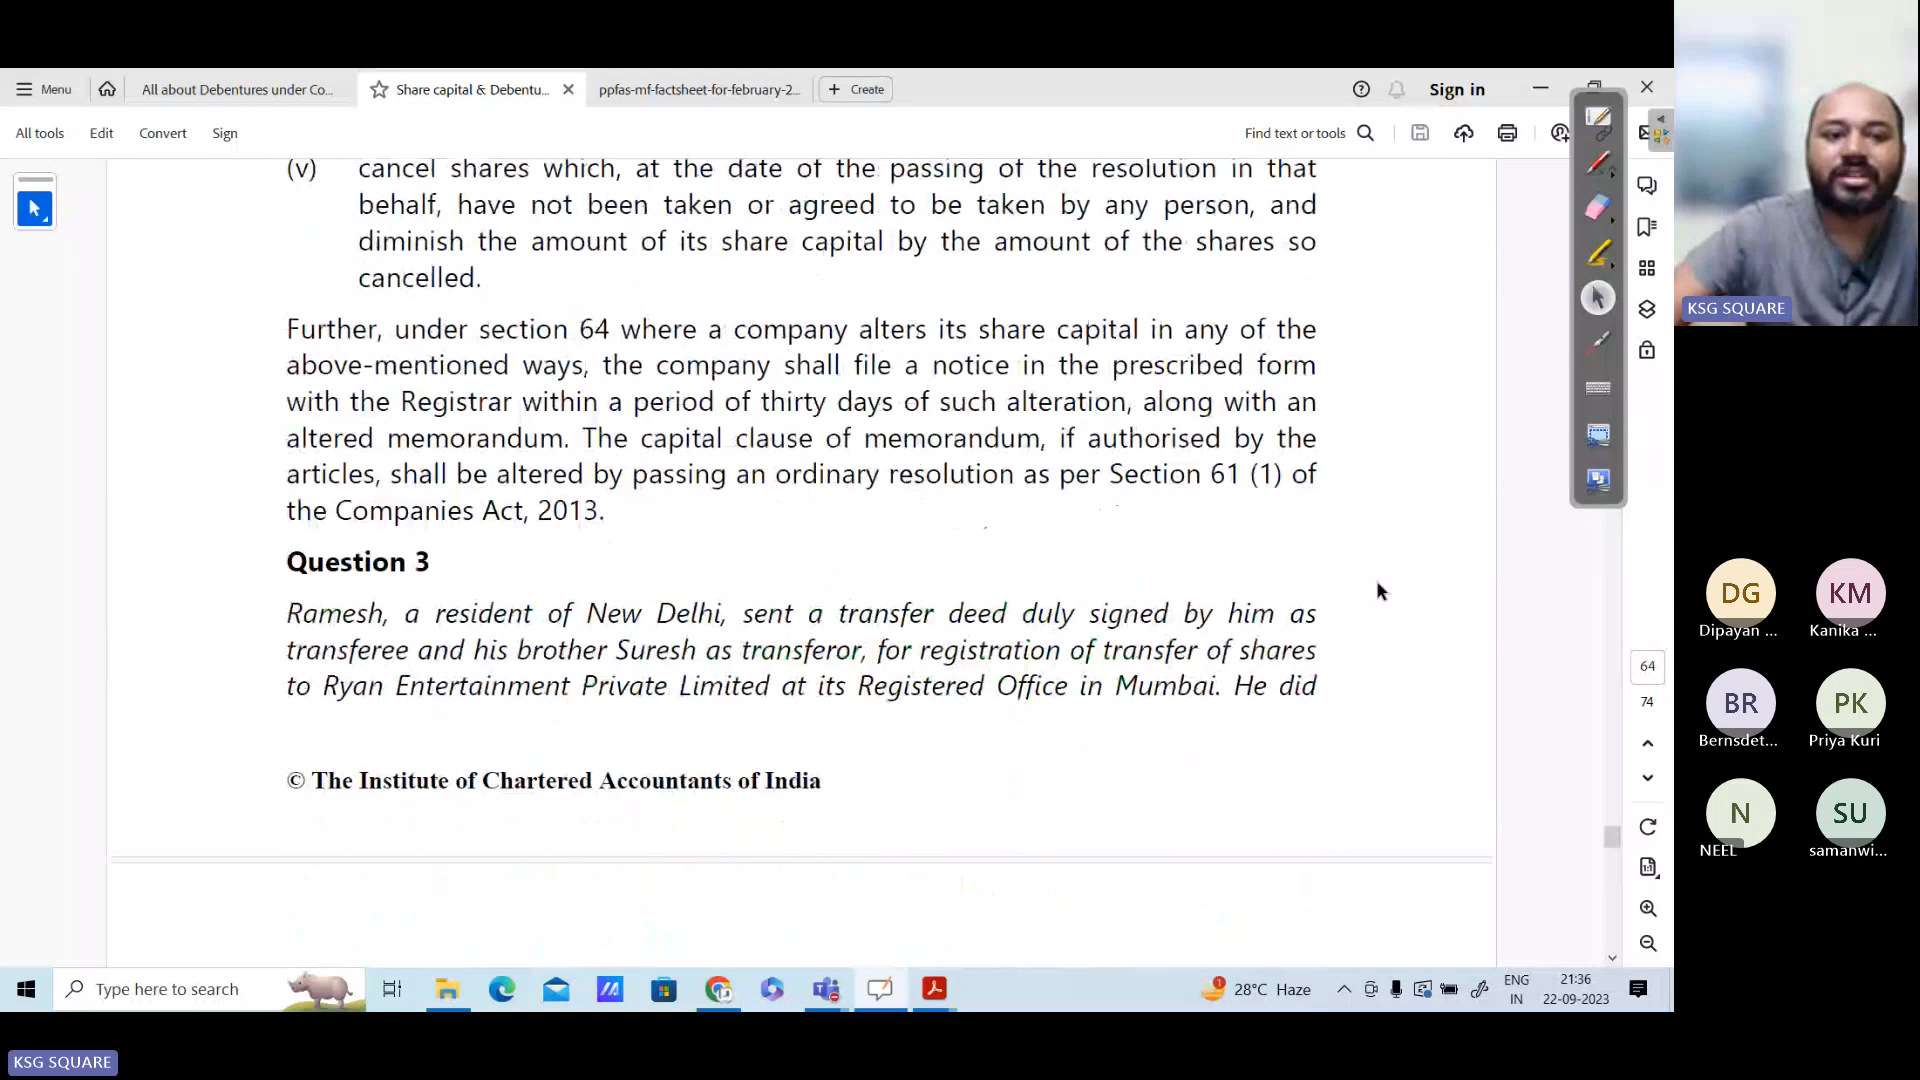 Menu
All about Debentures under Co...
Share capital & Debentu...
ppfas-mf-factsheet-for-february-2...
Create
Sign in
All tools
Edit
Convert
Sign
Find text or tools
(v) cancel shares which, at the date of the passing of the resolution in that
behalf, have not been taken or agreed to be taken by any person, and
diminish the amount of its share capital by the amount of the shares so
cancelled.
Further, under section 64 where a company alters its share capital in any of the
above-mentioned ways, the company shall file a notice in the prescribed form
with the Registrar within a period of thirty days of such alteration, along with an
altered memorandum. The capital clause of memorandum, if authorised by the
articles, shall be altered by passing an ordinary resolution as per Section 61 (1) of
the Companies Act, 2013.
Question 3
Ramesh, a resident of New Delhi, sent a transfer deed duly signed by him as
transferee and his brother Suresh as transferor, for registration of transfer of shares
to Ryan Entertainment Private Limited at its Registered Office in Mumbai. He did
© The Institute of Chartered Accountants of India
64
74
KSG SQUARE
DG
Dipayan ...
KM
Kanika ...
BR
Bernsdet...
PK
Priya Kuri
N
NEEL
SU
samanwi...
Type here to search
1
28°C Haze
ENG
IN
21:36
22-09-2023
KSG SQUARE